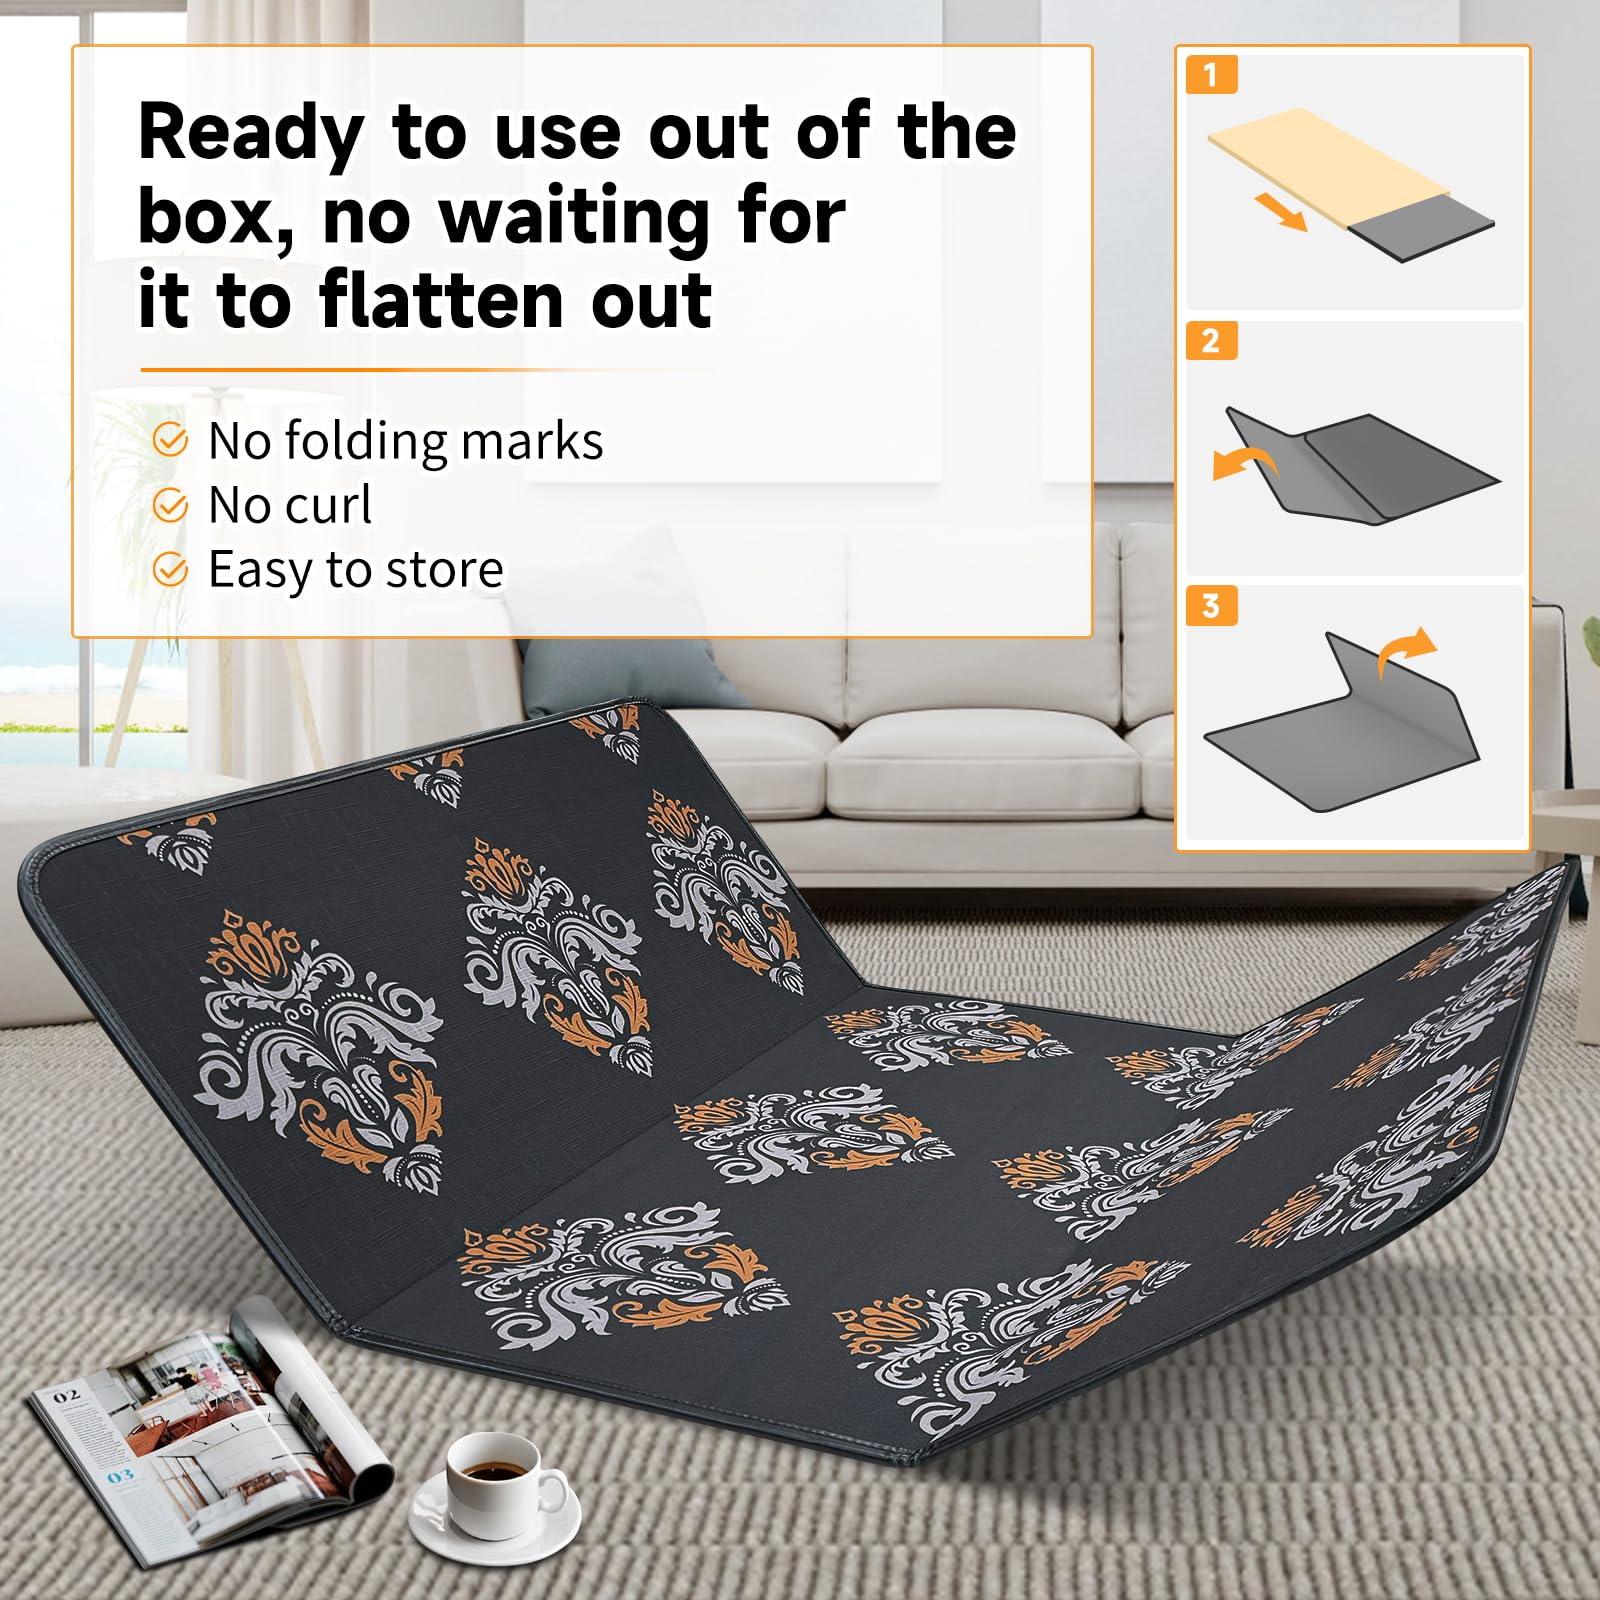 Ready to use out of the
box, no waiting for
it to flatten out
No folding marks
No curl
Easy to store
1
2
3
02
03